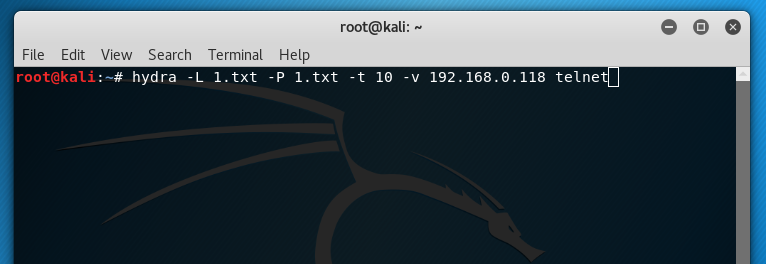 root@kali: ~
File Edit View Search Terminal Help
root@kali:~# hydra -L 1.txt -P 1.txt -t 10 -v 192.168.0.118 telnet